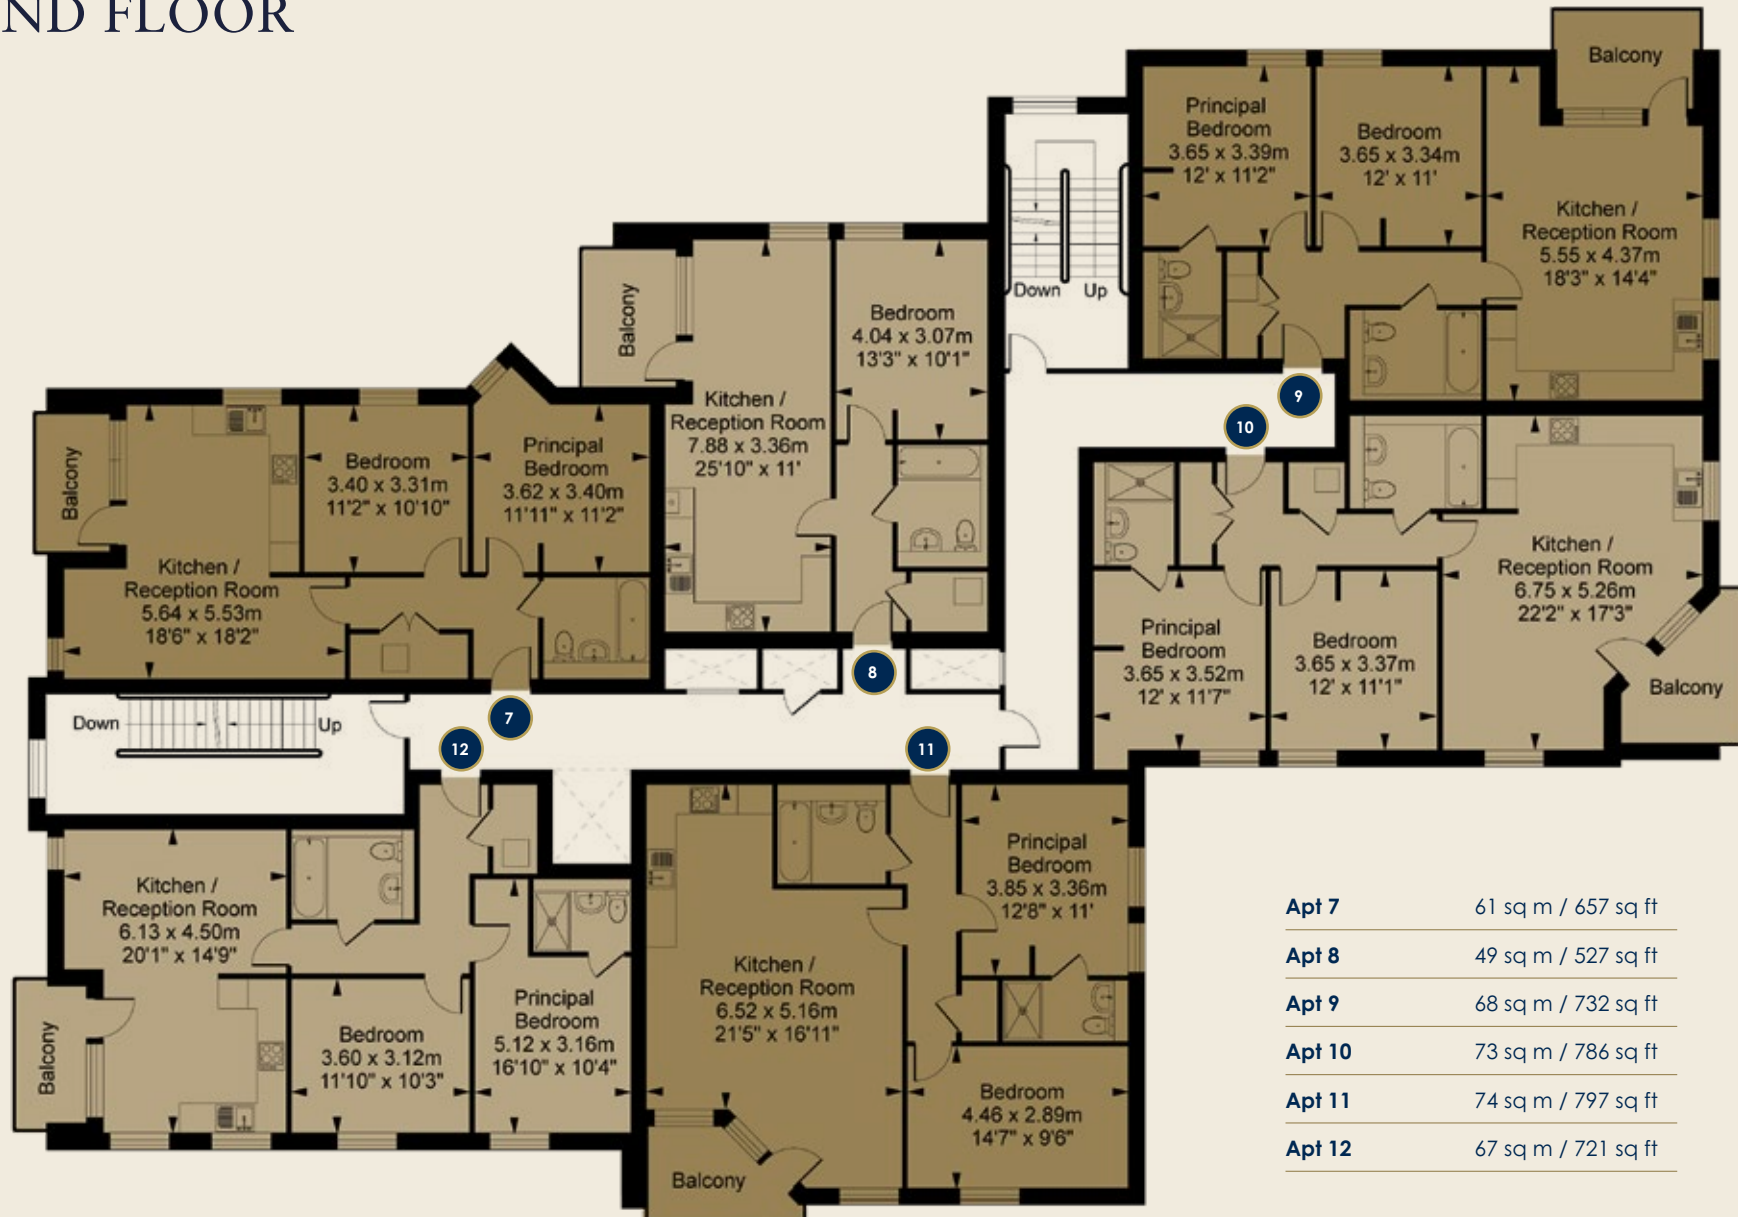 ND FLOOR
Balcony
Principal
Bedroom
3.65 x 3.39m
12' x 11'2"
Bedroom
3.65 x 3.34m
12' x 11'
Kitchen /
Reception Room
5.55 x 4.37m
18'3" x 14'4"
Down Up
Balcony
Kitchen /
Reception Room
7.88 x 3.36m
25'10" x 11'
Bedroom
4.04 x 3.07m
13'3" x 10'1"
9
10
Balcony
Kitchen /
Reception Room
5.64 x 5.53m
18'6" x 18'2"
Bedroom
3.40 x 3.31m
11'2" x 10'10"
Principal
Bedroom
3.62 x 3.40m
11'11" x 11'2"
Kitchen /
Reception Room
6.75 x 5.26m
22'2" x 17'3"
Principal
Bedroom
3.65 x 3.52m
12' x 11'7"
Bedroom
3.65 x 3.37m
12' x 11'1"
Balcony
8
7
Down Up
12
11
Kitchen /
Reception Room
6.13 x 4.50m
20'1" x 14'9"
Balcony
Bedroom
3.60 x 3.12m
11'10" x 10'3"
Principal
Bedroom
5.12 x 3.16m
16'10" x 10'4"
Kitchen /
Reception Room
6.52 x 5.16m
21'5" x 16'11"
Principal
Bedroom
3.85 x 3.36m
12'8" x 11'
Bedroom
4.46 x 2.89m
14'7" x 9'6"
Balcony
Apt 7 61 sq m / 657 sq ft
Apt 8 49 sq m / 527 sq ft
Apt 9 68 sq m / 732 sq ft
Apt 10 73 sq m / 786 sq ft
Apt 11 74 sq m / 797 sq ft
Apt 12 67 sq m / 721 sq ft